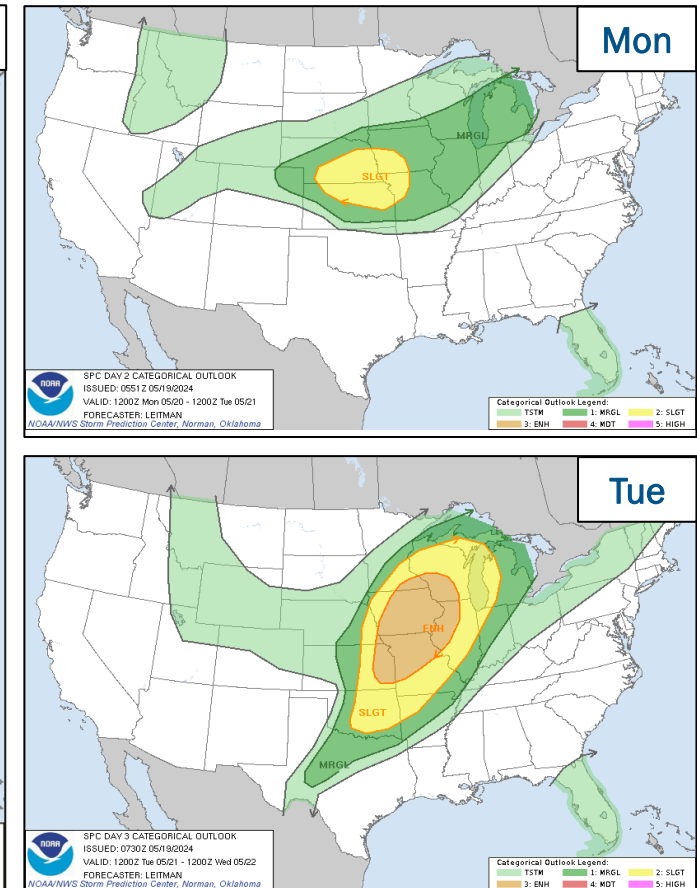 Mon
MRGL
SLGT
NOAA
SPC DAY 2 CATEGORICAL OUTLOOK
ISSUED: 0551Z 05/19/2024
VALID: 1200Z Mon 05/20 - 1200Z Tue 05/21
FORECASTER: LEITMAN
NOAA/NWS Storm Prediction Center, Norman, Oklahoma
Categorical Outlook Legend:
TSTM 1: MRGL 2: SLGT
3: ENH 4: MDT 5: HIGH
Tue
ENH
SLGT
MRGL
NOAA
SPC DAY 3 CATEGORICAL OUTLOOK
ISSUED: 0730Z 05/19/2024
VALID: 1200Z Tue 05/21 - 1200Z Wed 05/22
FORECASTER: LEITMAN
NOAA/NWS Storm Prediction Center, Norman, Oklahoma
Categorical Outlook Legend:
TSTM 1: MRGL 2: SLGT
3: ENH 4: MDT 5: HIGH